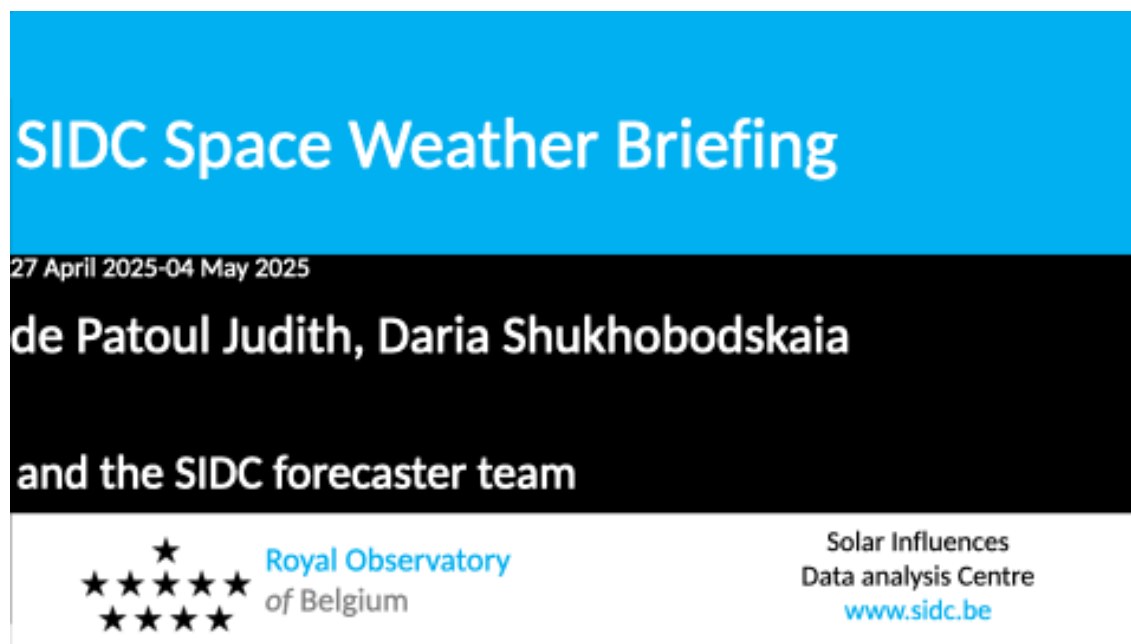 SIDC Space Weather Briefing
27 April 2025-04 May 2025
de Patoul Judith, Daria Shukhobodskaia
and the SIDC forecaster team
Royal Observatory
of Belgium
Solar Influences
Data analysis Centre
www.sidc.be